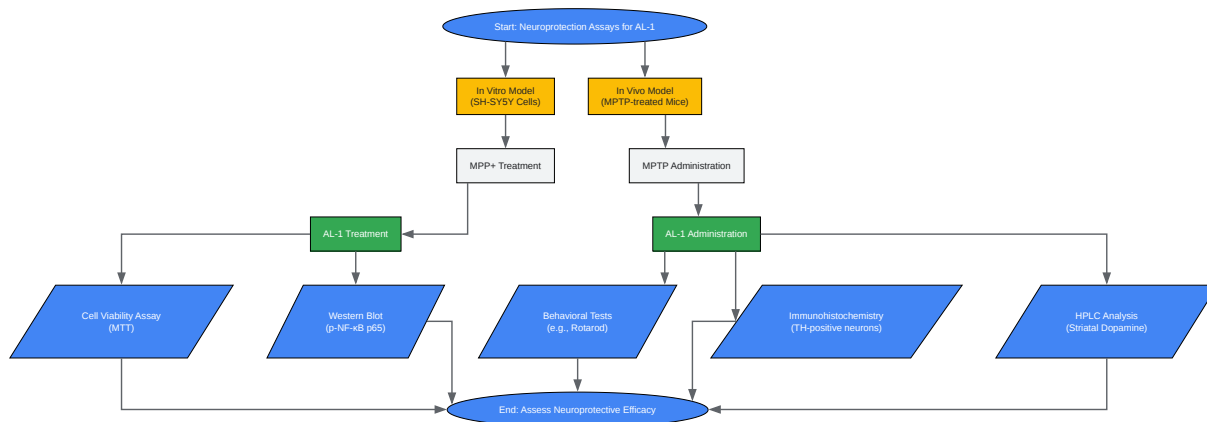 Start: Neuroprotection Assays for AL-1
In Vitro Model
(SH-SY5Y Cells)
In Vivo Model
(MPTP-treated Mice)
MPP+ Treatment
MPTP Administration
AL-1 Treatment
AL-1 Administration
Cell Viability Assay
(MTT)
Western Blot
(p-NF-κB p65)
Behavioral Tests
(e.g., Rotarod)
Immunohistochemistry
(TH-positive neurons)
HPLC Analysis
(Striatal Dopamine)
End: Assess Neuroprotective Efficacy